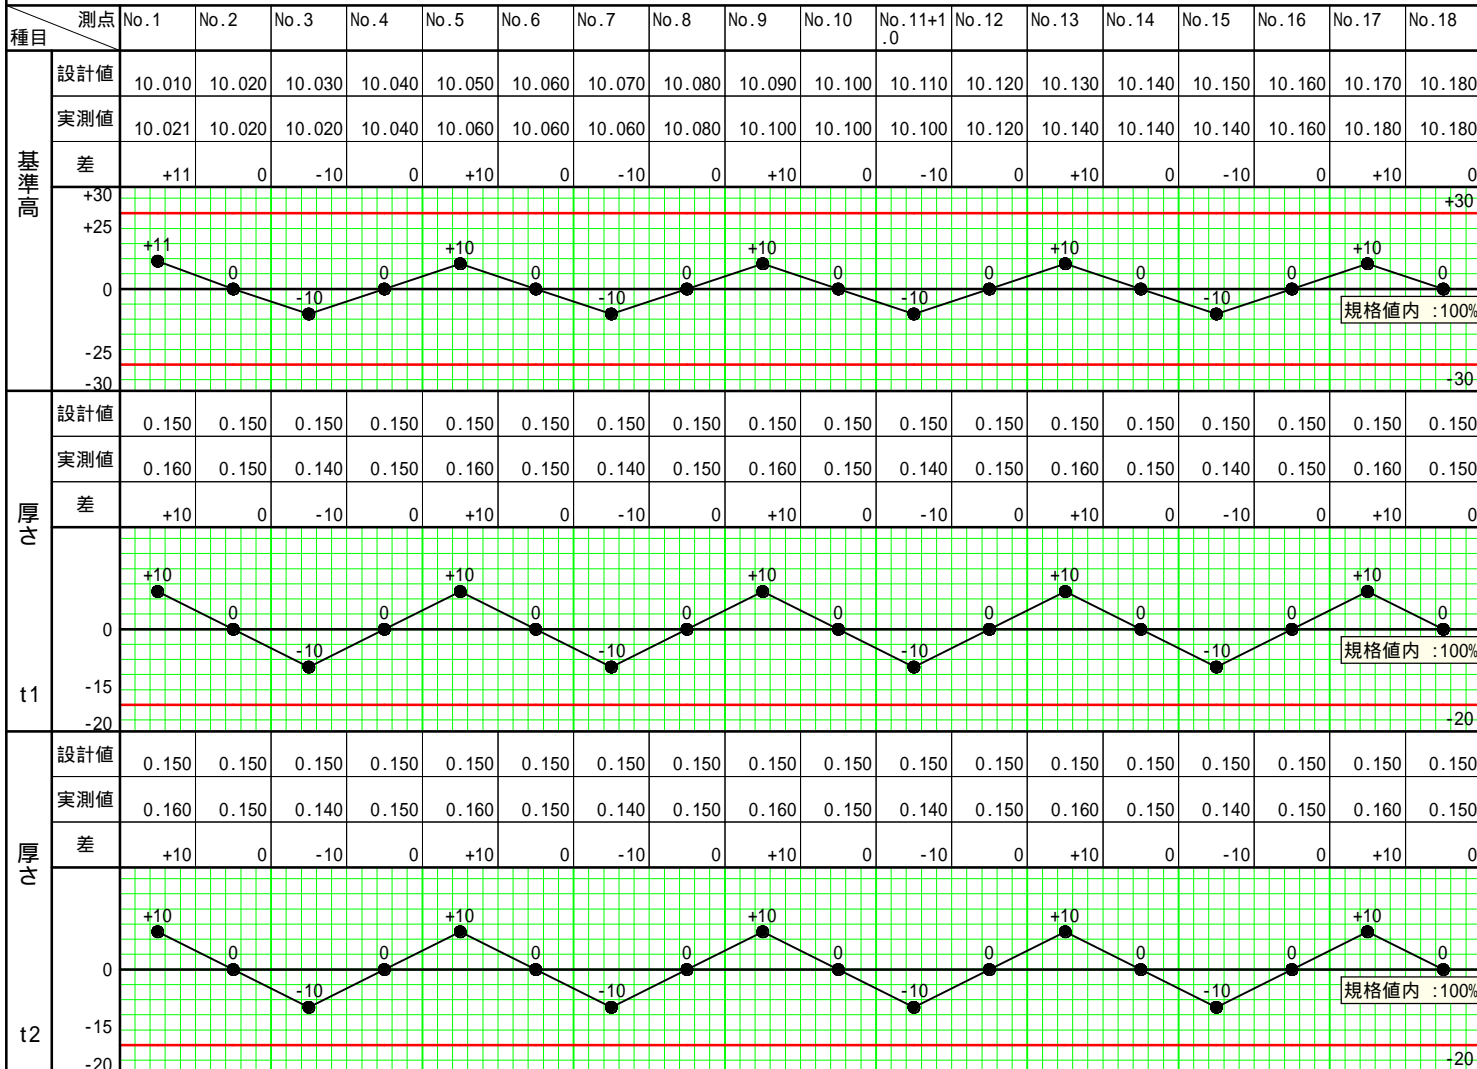 測点 No.1 No.2 No.3 No.4 No.5 No.6 No.7 No.8 No.9 No.10 No.11+1.0 No.12 No.13 No.14 No.15 No.16 No.17 No.18
種目
基準高
設計値 10.010 10.020 10.030 10.040 10.050 10.060 10.070 10.080 10.090 10.100 10.110 10.120 10.130 10.140 10.150 10.160 10.170 10.180
実測値 10.021 10.020 10.020 10.040 10.060 10.060 10.060 10.080 10.100 10.100 10.100 10.120 10.140 10.140 10.140 10.160 10.180 10.180
差 +11 0 -10 0 +10 0 -10 0 +10 0 -10 0 +10 0 -10 0 +10 0
+30 +30
+25
+11 0 -10 0 +10 0 -10 0 +10 0 -10 0 +10 0 -10 0 +10 0
0
規格値内 :100%
-25
-30 -30
厚さ
t1
設計値 0.150 0.150 0.150 0.150 0.150 0.150 0.150 0.150 0.150 0.150 0.150 0.150 0.150 0.150 0.150 0.150 0.150 0.150
実測値 0.160 0.150 0.140 0.150 0.160 0.150 0.140 0.150 0.160 0.150 0.140 0.150 0.160 0.150 0.140 0.150 0.160 0.150
差 +10 0 -10 0 +10 0 -10 0 +10 0 -10 0 +10 0 -10 0 +10 0
+10 0 -10 0 +10 0 -10 0 +10 0 -10 0 +10 0 -10 0 +10 0
0
規格値内 :100%
-15
-20 -20
厚さ
t2
設計値 0.150 0.150 0.150 0.150 0.150 0.150 0.150 0.150 0.150 0.150 0.150 0.150 0.150 0.150 0.150 0.150 0.150 0.150
実測値 0.160 0.150 0.140 0.150 0.160 0.150 0.140 0.150 0.160 0.150 0.140 0.150 0.160 0.150 0.140 0.150 0.160 0.150
差 +10 0 -10 0 +10 0 -10 0 +10 0 -10 0 +10 0 -10 0 +10 0
+10 0 -10 0 +10 0 -10 0 +10 0 -10 0 +10 0 -10 0 +10 0
0
規格値内 :100%
-15
-20 -20